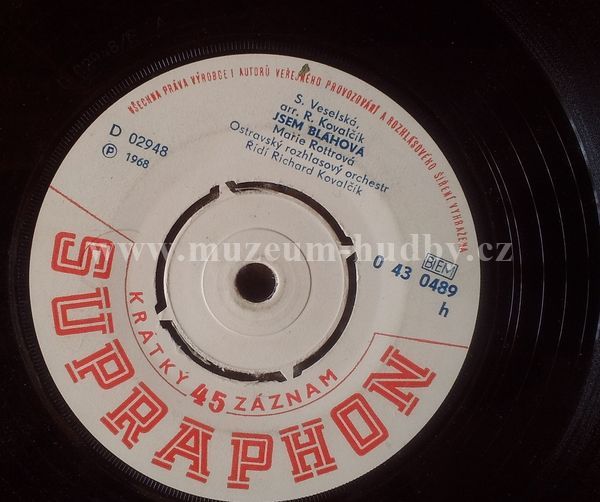 VŠECHNA PRÁVA VÝROBCE I AUTORŮ VEŘEJNÉHO PROVOZOVÁNÍ A ROZHLASOVÉHO ŠÍŘENÍ VYHRAZENA
S. Veselská,
arr. R. Kovalčík
JSEM BLÁHOVÁ
Marie Rottrová
Ostravský rozhlasový orchestr
Řídí Richard Kovalčík
D 02948
P 1968
www.muzeum-hudby.cz
BIEM
0 43 0489
h
KRÁTKÝ 45 ZÁZNAM
SUPRAPHON